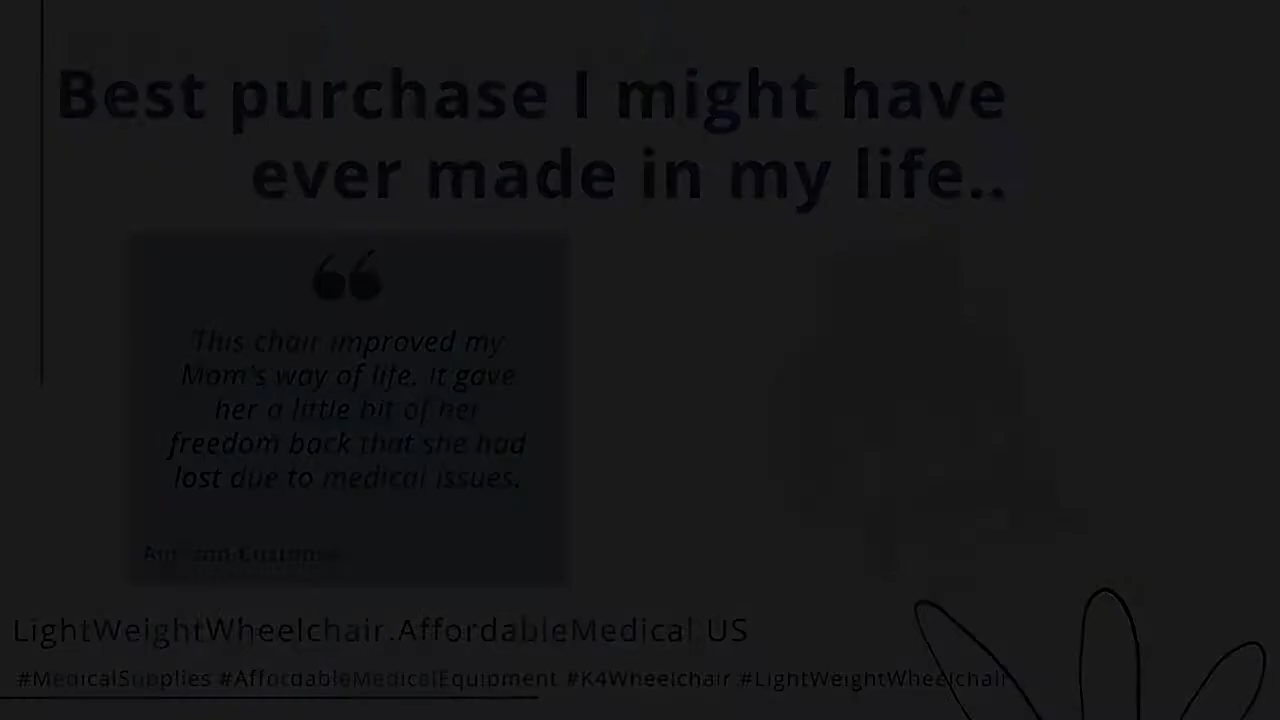 Best purchase I might have
ever made in my life..
This chair improved my
Mom's way of life. It gave
her a little bit of her
freedom back that she had
lost due to medical issues.
LightWeightWheelchair.AffordableMedical.US
#MedicalSupplies #AffordableMedicalEquipment #K4Wheelchair #LightWeightWheelchair